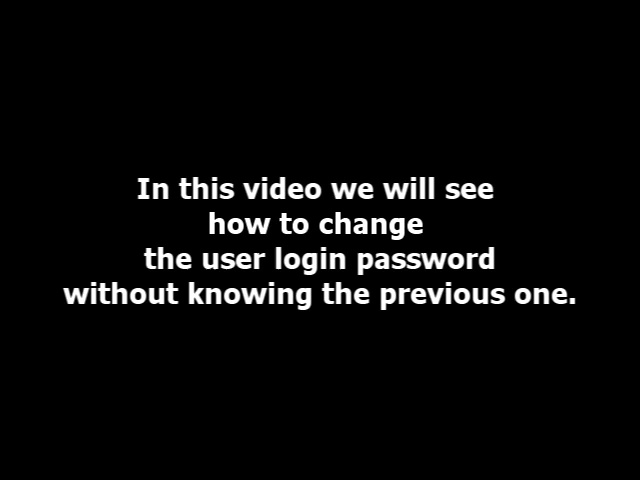 In this video we will see
how to change
the user login password
without knowing the previous one.